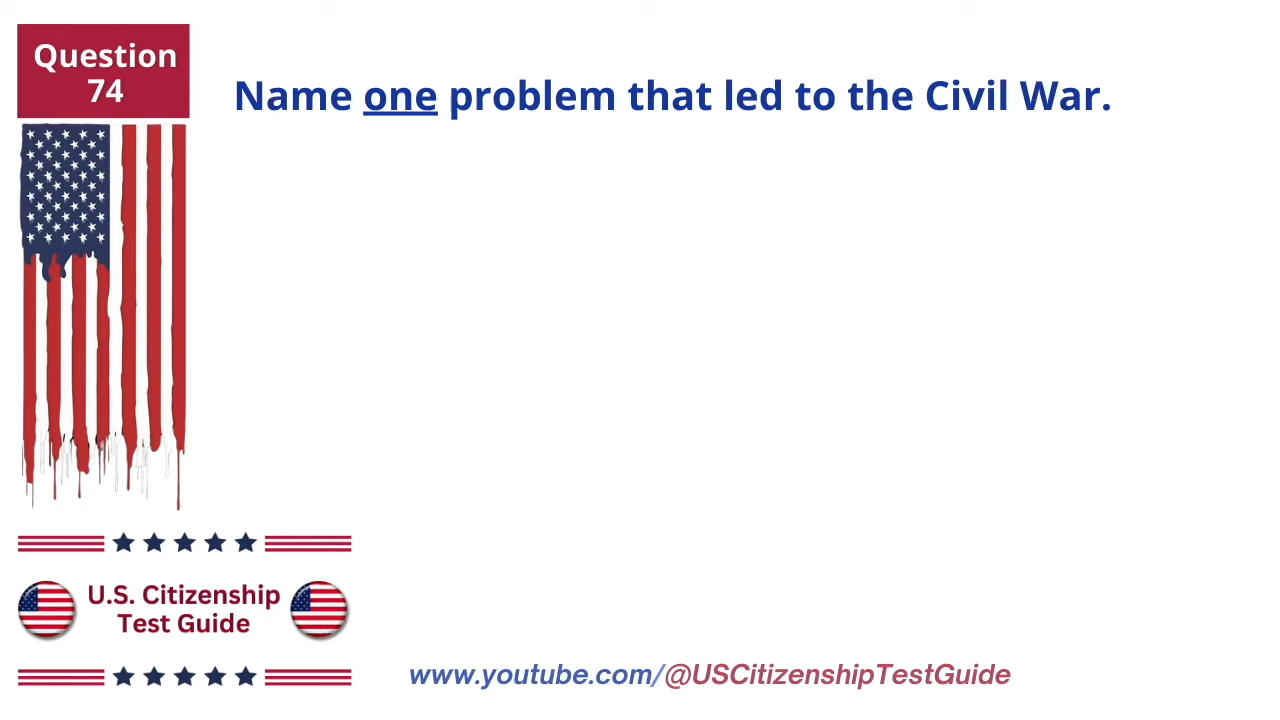 Question
74
Name one problem that led to the Civil War.
U.S. Citizenship
Test Guide
www.youtube.com/@USCitizenshipTestGuide